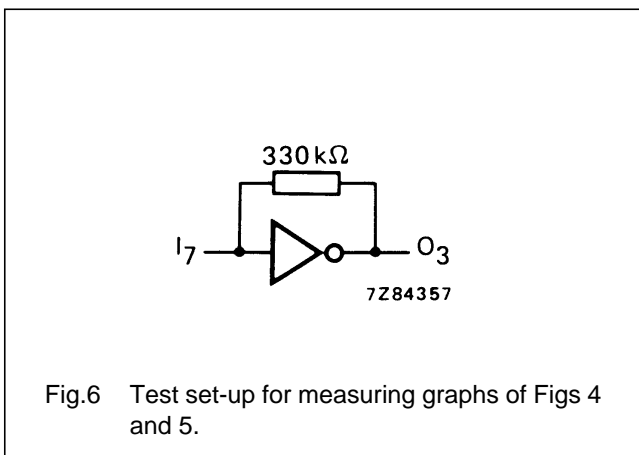 330 kΩ
I7
O3
7Z84357
Fig.6 Test set-up for measuring graphs of Figs 4
and 5.